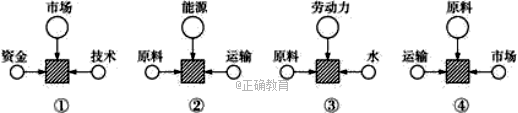 市场 能源 劳动力 原料
资金 技术 原料 运输 原料 水 运输 市场
@正确教育
① ② ③ ④